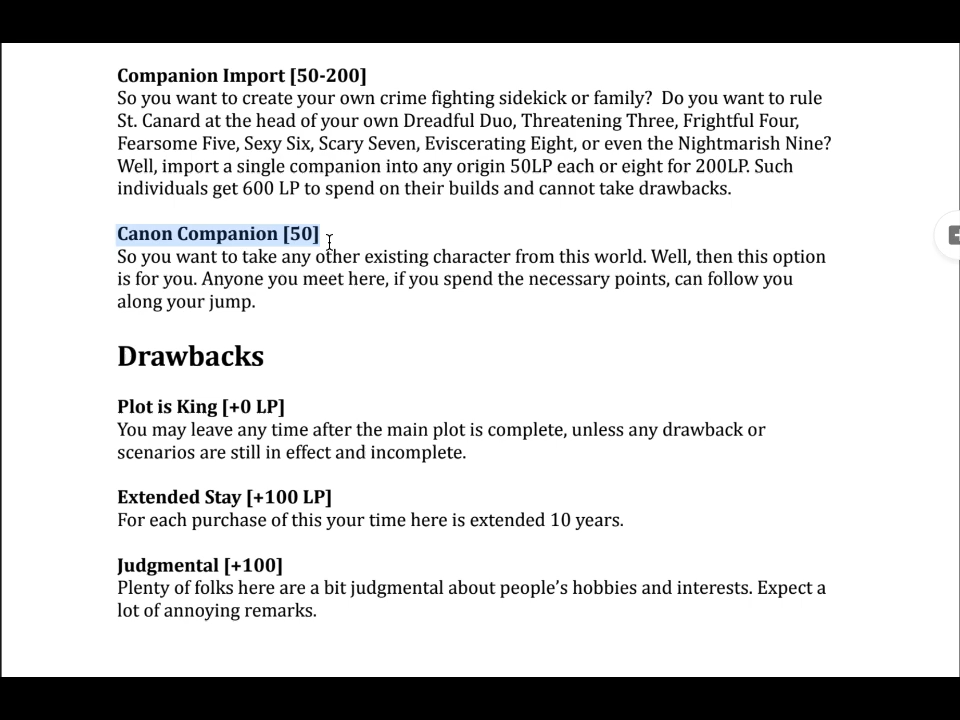 Companion Import [50-200]
So you want to create your own crime fighting sidekick or family?  Do you want to rule
St. Canard at the head of your own Dreadful Duo, Threatening Three, Frightful Four,
Fearsome Five, Sexy Six, Scary Seven, Eviscerating Eight, or even the Nightmarish Nine?
Well, import a single companion into any origin 50LP each or eight for 200LP. Such
individuals get 600 LP to spend on their builds and cannot take drawbacks.
Canon Companion [50]
So you want to take any other existing character from this world. Well, then this option
is for you. Anyone you meet here, if you spend the necessary points, can follow you
along your jump.
Drawbacks
Plot is King [+0 LP]
You may leave any time after the main plot is complete, unless any drawback or
scenarios are still in effect and incomplete.
Extended Stay [+100 LP]
For each purchase of this your time here is extended 10 years.
Judgmental [+100]
Plenty of folks here are a bit judgmental about people’s hobbies and interests. Expect a
lot of annoying remarks.